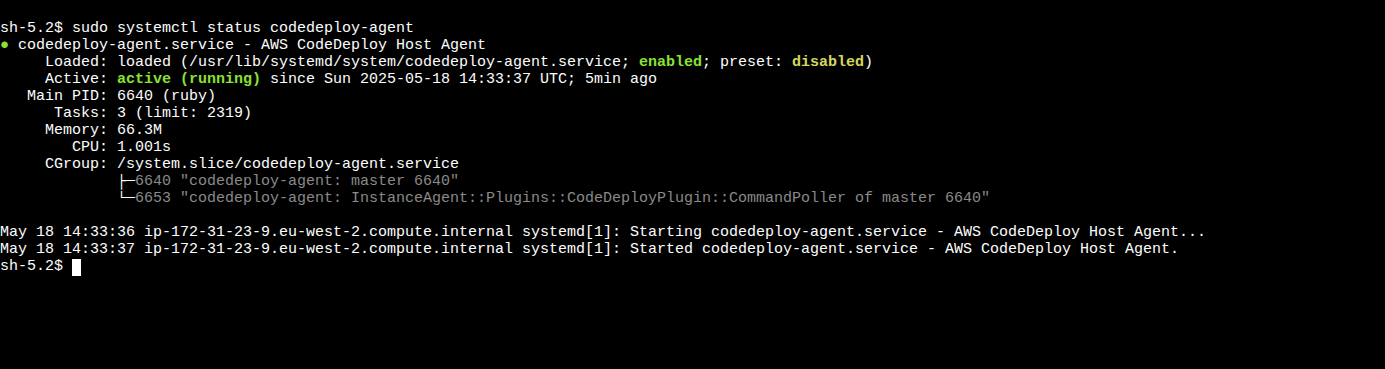 sh-5.2$ sudo systemctl status codedeploy-agent
● codedeploy-agent.service - AWS CodeDeploy Host Agent
     Loaded: loaded (/usr/lib/systemd/system/codedeploy-agent.service; enabled; preset: disabled)
     Active: active (running) since Sun 2025-05-18 14:33:37 UTC; 5min ago
   Main PID: 6640 (ruby)
      Tasks: 3 (limit: 2319)
     Memory: 66.3M
        CPU: 1.001s
     CGroup: /system.slice/codedeploy-agent.service
             ├─6640 "codedeploy-agent: master 6640"
             └─6653 "codedeploy-agent: InstanceAgent::Plugins::CodeDeployPlugin::CommandPoller of master 6640"

May 18 14:33:36 ip-172-31-23-9.eu-west-2.compute.internal systemd[1]: Starting codedeploy-agent.service - AWS CodeDeploy Host Agent...
May 18 14:33:37 ip-172-31-23-9.eu-west-2.compute.internal systemd[1]: Started codedeploy-agent.service - AWS CodeDeploy Host Agent.
sh-5.2$